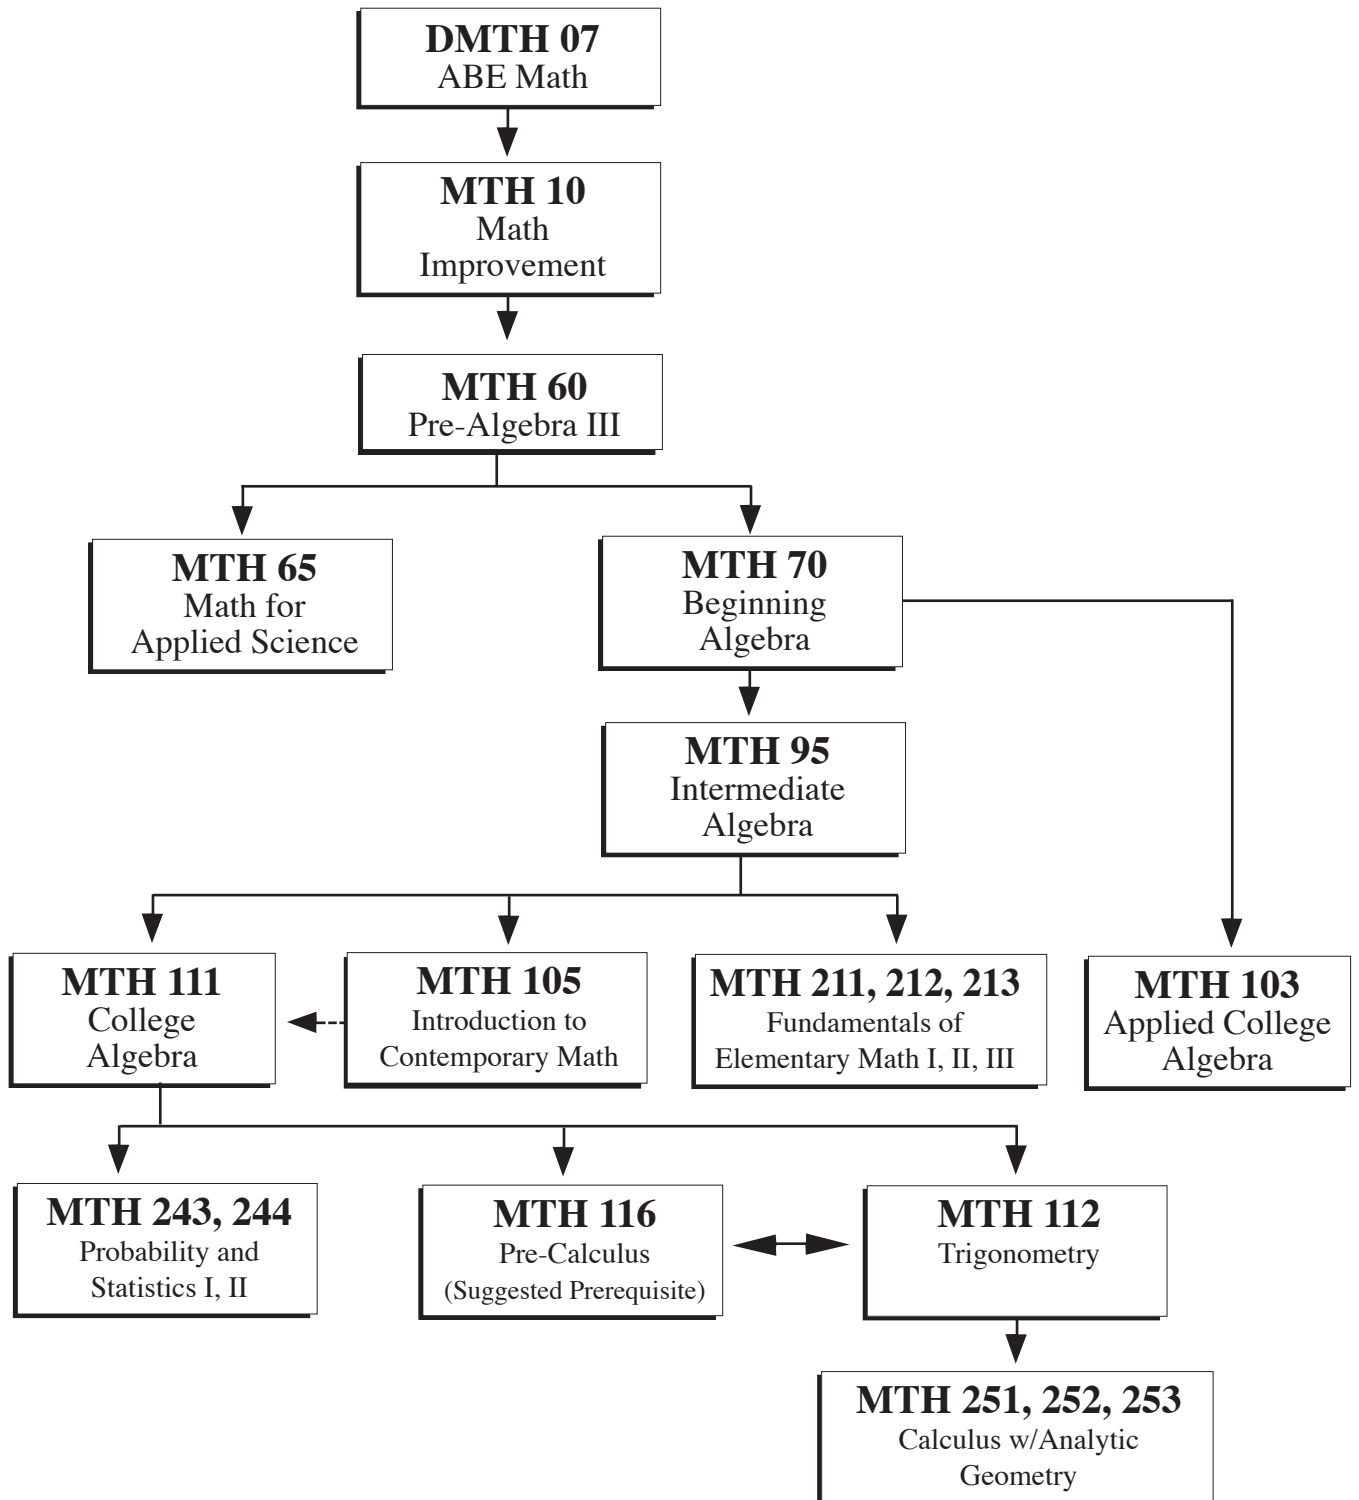 DMTH 07
ABE Math
MTH 10
Math
Improvement
MTH 60
Pre-Algebra III
MTH 65
Math for
Applied Science
MTH 70
Beginning
Algebra
MTH 95
Intermediate
Algebra
MTH 111
College
Algebra
MTH 105
Introduction to
Contemporary Math
MTH 211, 212, 213
Fundamentals of
Elementary Math I, II, III
MTH 103
Applied College
Algebra
MTH 243, 244
Probability and
Statistics I, II
MTH 116
Pre-Calculus
(Suggested Prerequisite)
MTH 112
Trigonometry
MTH 251, 252, 253
Calculus w/Analytic
Geometry